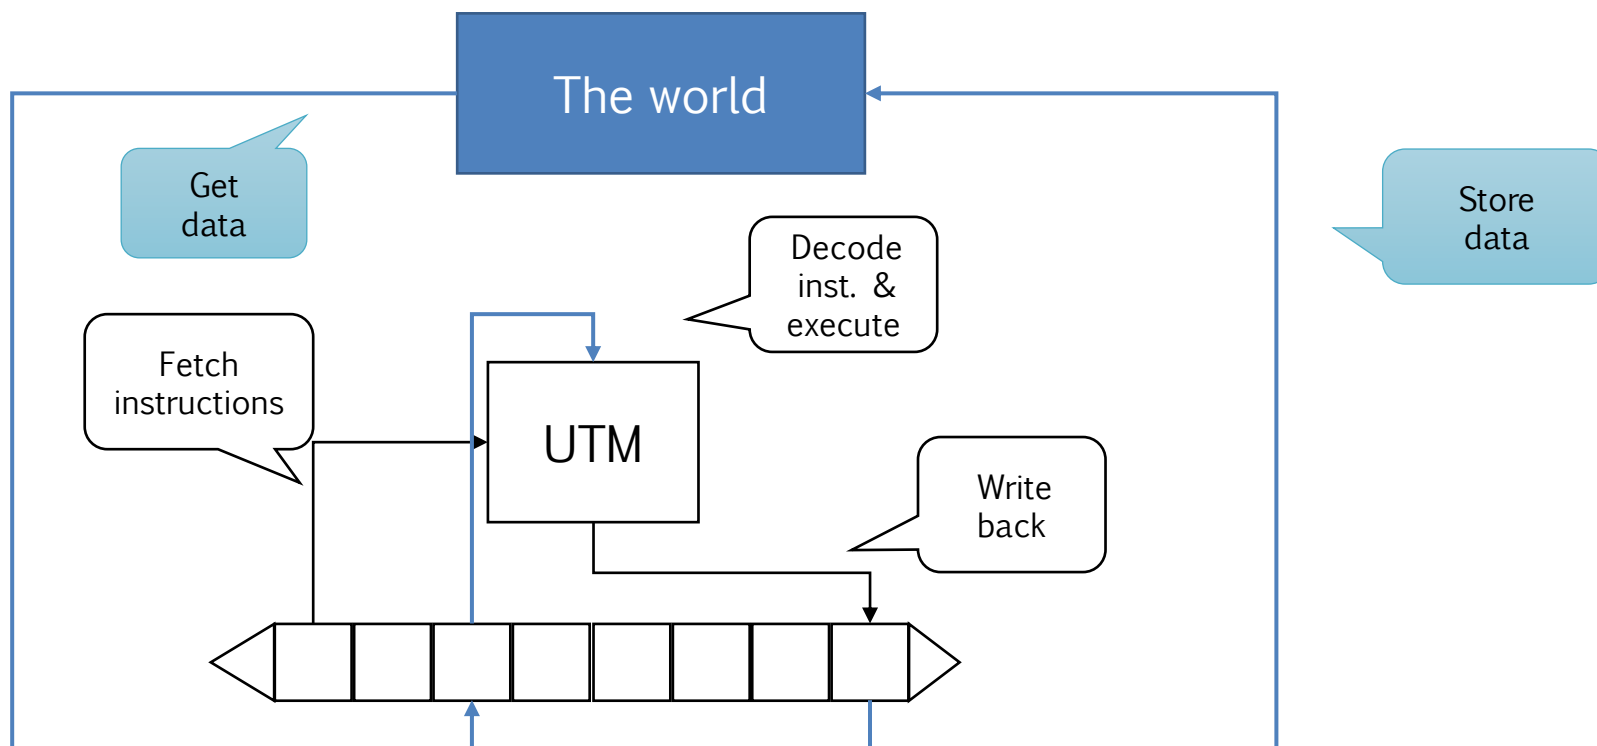 The world
Get
data
Store
data
Decode
inst. &
execute
Fetch
instructions
UTM
Write
back